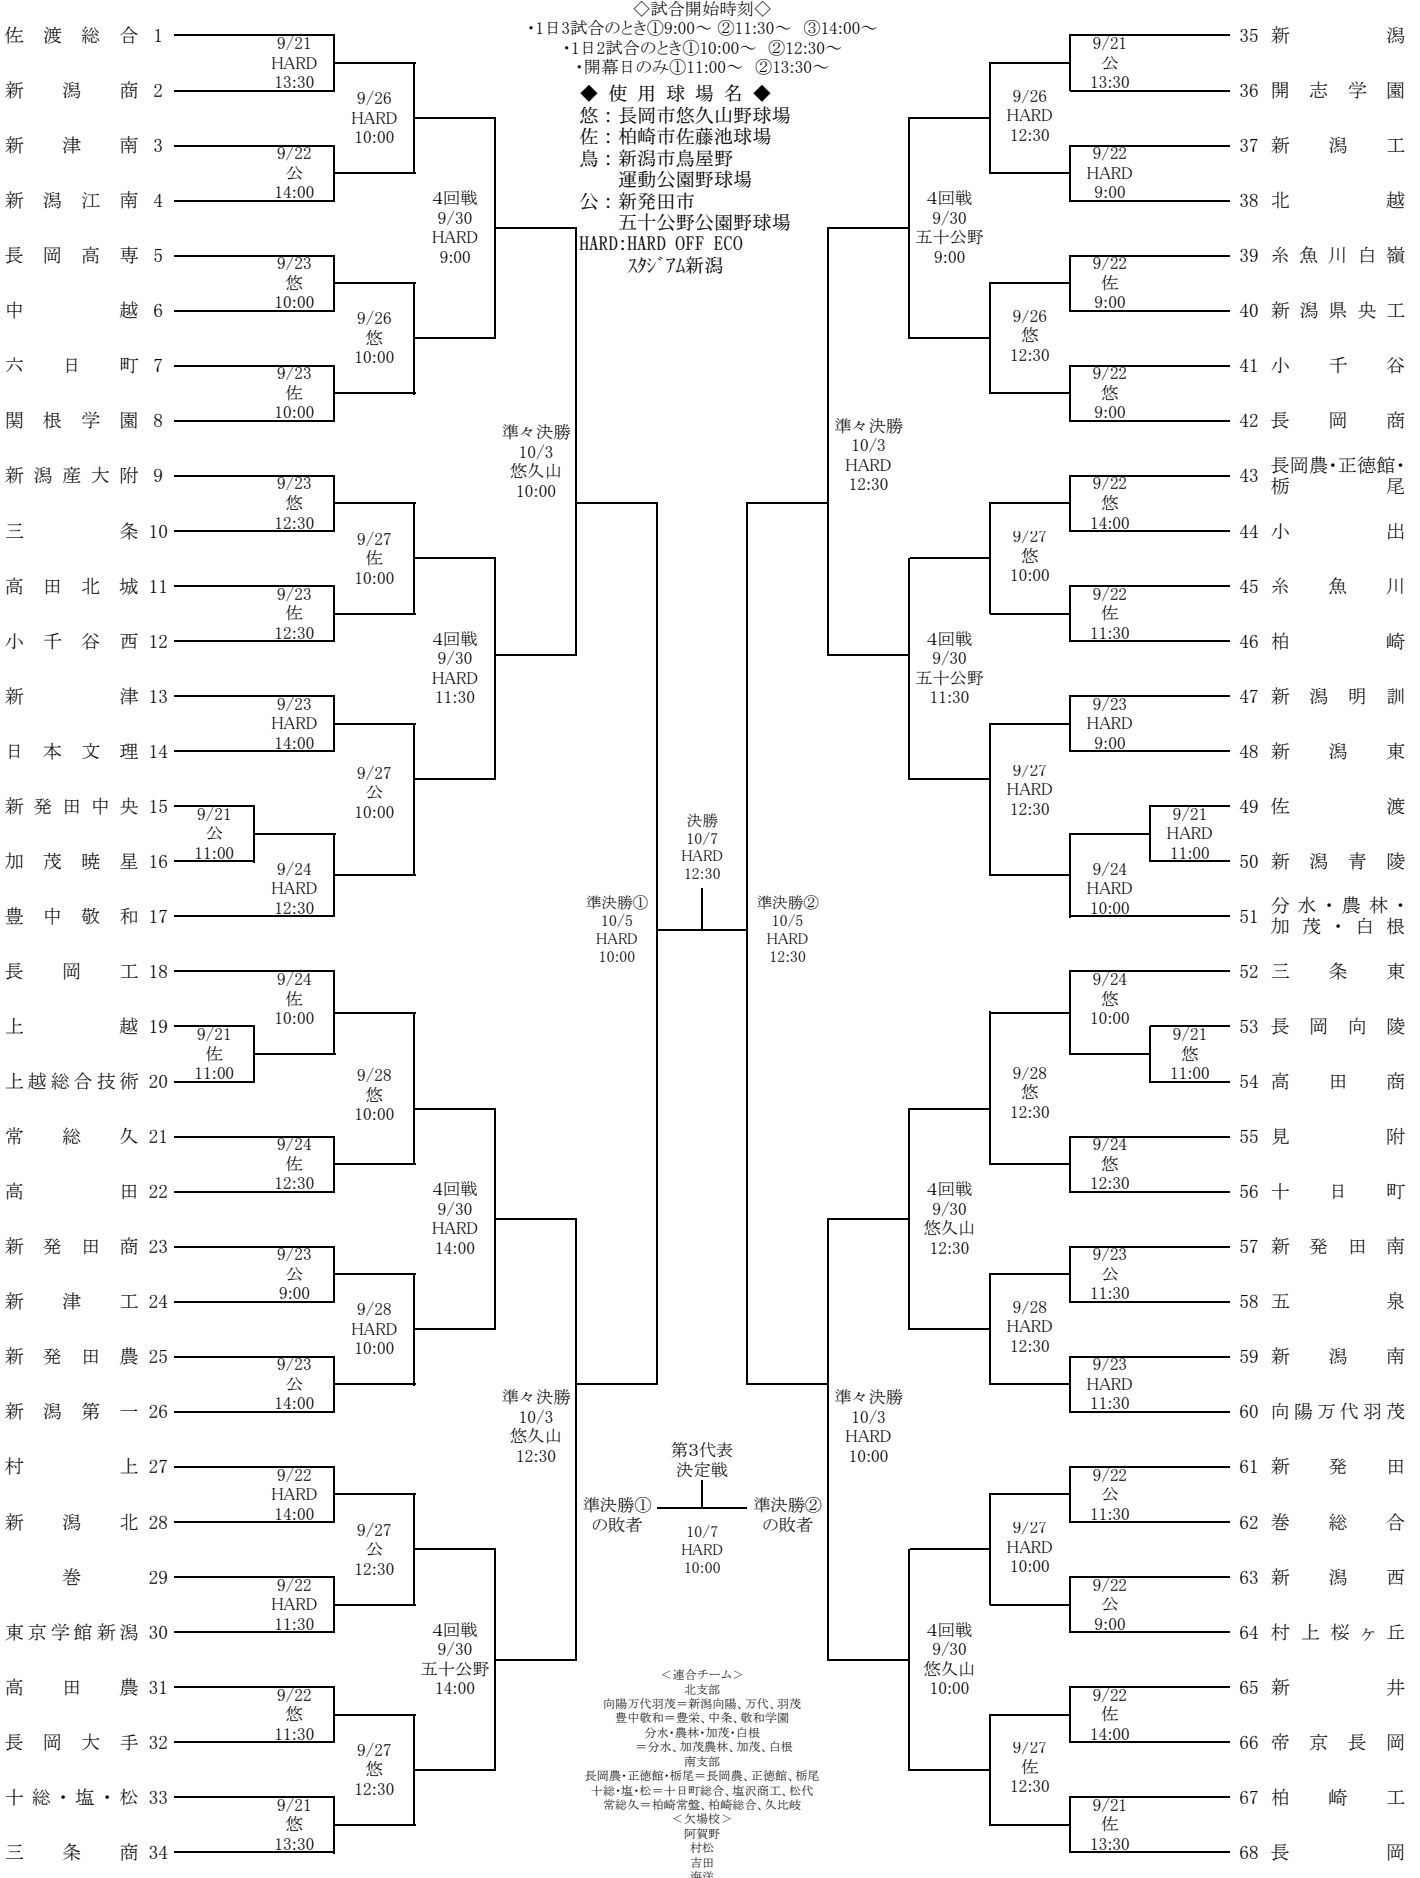 ◇試合開始時刻◇
・1日3試合のとき①9:00～ ②11:30～ ③14:00～
・1日2試合のとき①10:00～ ②12:30～
・開幕日のみ①11:00～ ②13:30～
◆ 使 用 球 場 名 ◆
悠：長岡市悠久山野球場
佐：柏崎市佐藤池球場
鳥：新潟市鳥屋野
運動公園野球場
公：新発田市
五十公野公園野球場
HARD:HARD OFF ECO
ｽﾀｼﾞｱﾑ新潟
佐渡総合 1
9/21
HARD
13:30
新潟商 2
9/26
HARD
10:00
新津南 3
9/22
公
14:00
新潟江南 4
4回戦
9/30
HARD
9:00
長岡高専 5
9/23
悠
10:00
中越 6
9/26
悠
10:00
六日町 7
9/23
佐
10:00
関根学園 8
準々決勝
10/3
悠久山
10:00
新潟産大附 9
9/23
悠
12:30
三条 10
9/27
佐
10:00
高田北城 11
9/23
佐
12:30
小千谷西 12
4回戦
9/30
HARD
11:30
新津 13
9/23
HARD
14:00
日本文理 14
9/27
公
10:00
新発田中央 15
9/21
公
11:00
加茂暁星 16
9/24
HARD
12:30
豊中敬和 17
準決勝①
10/5
HARD
10:00
長岡工 18
9/24
佐
10:00
上越 19
9/21
佐
11:00
上越総合技術 20
9/28
悠
10:00
常総久 21
9/24
佐
12:30
高田 22
4回戦
9/30
HARD
14:00
新発田商 23
9/23
公
9:00
新津工 24
9/28
HARD
10:00
新発田農 25
9/23
公
14:00
新潟第一 26
準々決勝
10/3
悠久山
12:30
村上 27
9/22
HARD
14:00
新潟北 28
9/27
公
12:30
巻 29
9/22
HARD
11:30
東京学館新潟 30
4回戦
9/30
五十公野
14:00
高田農 31
9/22
悠
11:30
長岡大手 32
9/27
悠
12:30
十総・塩・松 33
9/21
悠
13:30
三条商 34
決勝
10/7
HARD
12:30
第3代表
決定戦
準決勝①
の敗者
準決勝②
の敗者
10/7
HARD
10:00
35 新潟
9/21
公
13:30
36 開志学園
9/26
HARD
12:30
37 新潟工
9/22
HARD
9:00
38 北越
4回戦
9/30
五十公野
9:00
39 糸魚川白嶺
9/22
佐
9:00
40 新潟県央工
9/26
悠
12:30
41 小千谷
9/22
悠
9:00
42 長岡商
準々決勝
10/3
HARD
12:30
43 長岡農・正徳館・
栃尾
9/22
悠
14:00
44 小出
9/27
悠
10:00
45 糸魚川
9/22
佐
11:30
46 柏崎
4回戦
9/30
五十公野
11:30
47 新潟明訓
9/23
HARD
9:00
48 新潟東
9/27
HARD
12:30
49 佐渡
9/21
HARD
11:00
50 新潟青陵
9/24
HARD
10:00
51 分水・農林・
加茂・白根
準決勝②
10/5
HARD
12:30
52 三条東
9/24
悠
10:00
53 長岡向陵
9/21
悠
11:00
54 高田商
9/28
悠
12:30
55 見附
9/24
悠
12:30
56 十日町
4回戦
9/30
悠久山
12:30
57 新発田南
9/23
公
11:30
58 五泉
9/28
HARD
12:30
59 新潟南
9/23
HARD
11:30
60 向陽万代羽茂
準々決勝
10/3
HARD
10:00
61 新発田
9/22
公
11:30
62 巻総合
9/27
HARD
10:00
63 新潟西
9/22
公
9:00
64 村上桜ヶ丘
4回戦
9/30
悠久山
10:00
65 新井
9/22
佐
14:00
66 帝京長岡
9/27
佐
12:30
67 柏崎工
9/21
佐
13:30
68 長岡
＜連合チーム＞
北支部
向陽万代羽茂＝新潟向陽、万代、羽茂
豊中敬和＝豊栄、中条、敬和学園
分水・農林・加茂・白根
＝分水、加茂農林、加茂、白根
南支部
長岡農・正徳館・栃尾＝長岡農、正徳館、栃尾
十総・塩・松＝十日町総合、塩沢商工、松代
常総久＝柏崎常盤、柏崎総合、久比岐
＜欠場校＞
阿賀野
村松
吉田
海洋